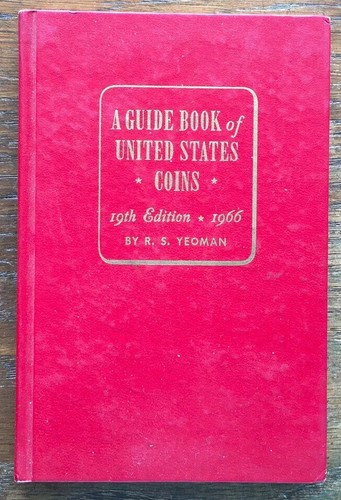 A GUIDE BOOK of
UNITED STATES
★ COINS ★
19th Edition ★ 1966
BY R. S. YEOMAN